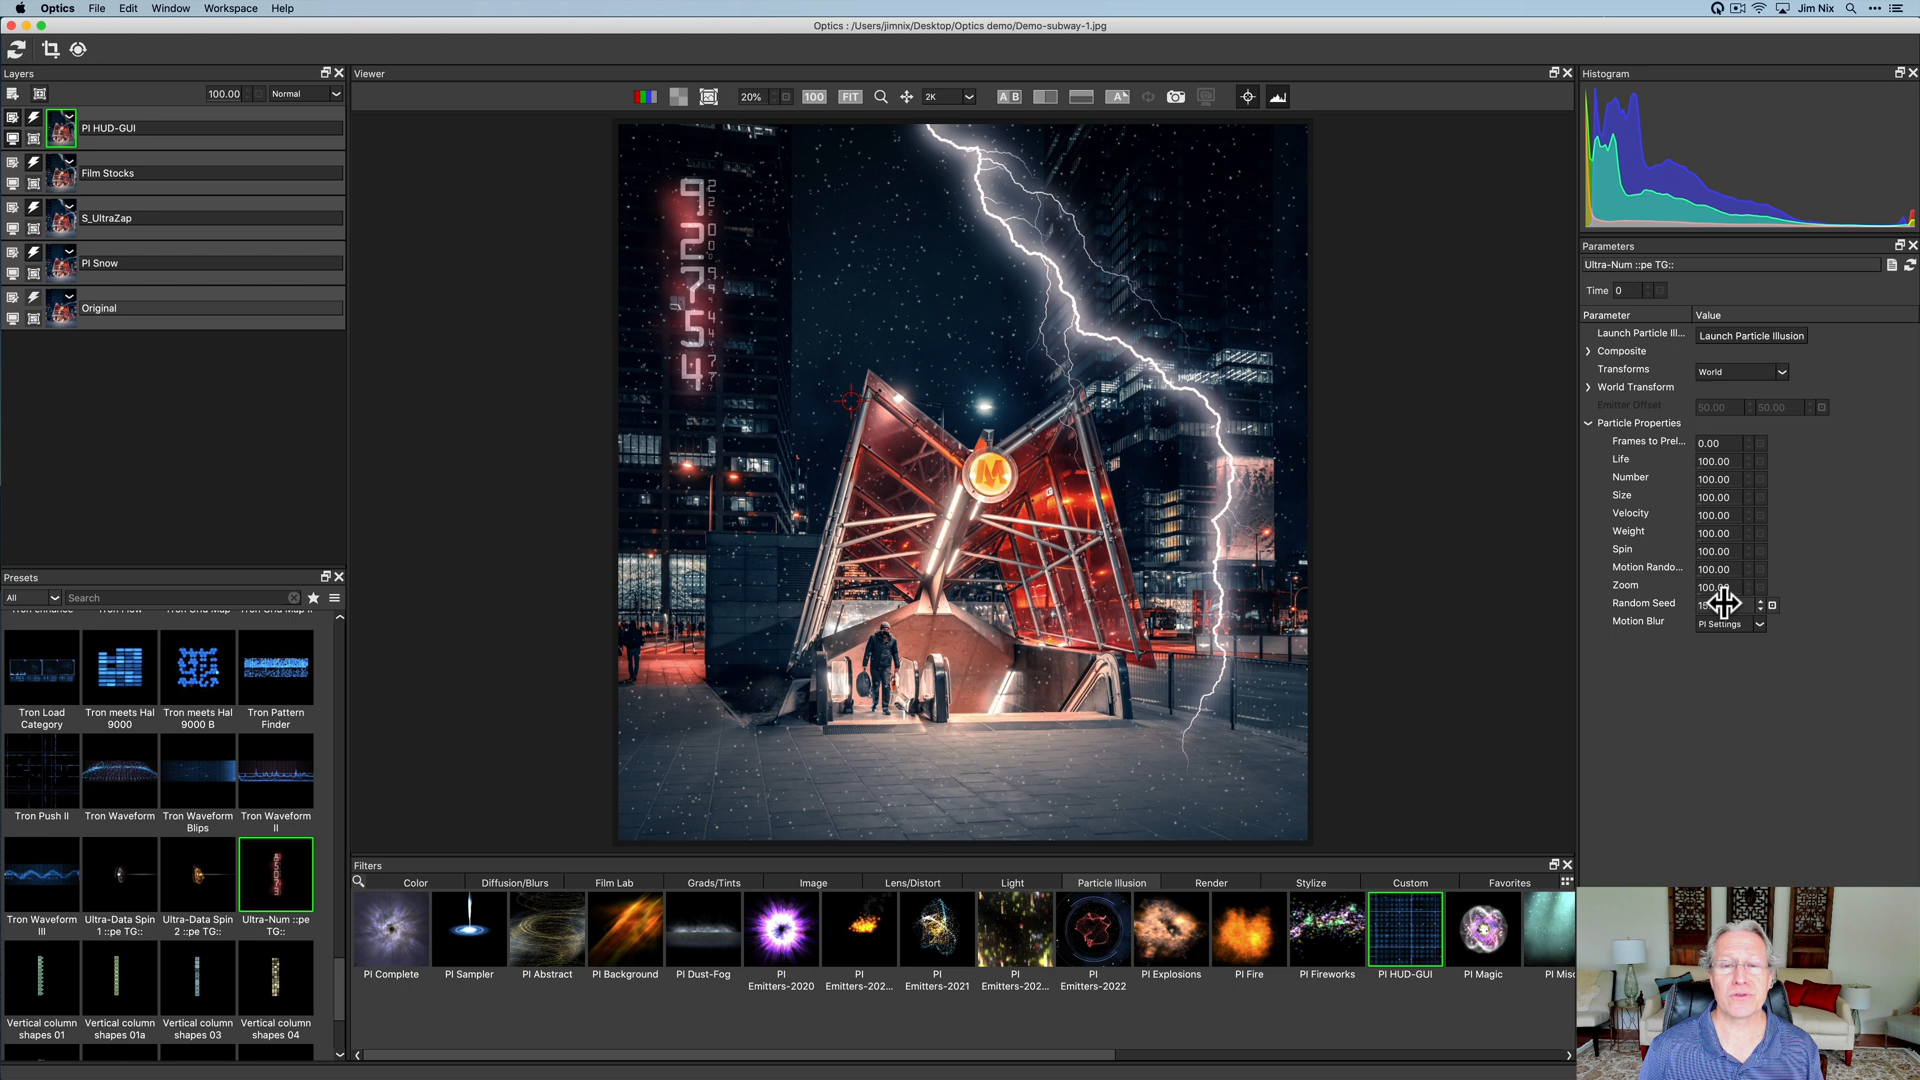 Optics File Edit Window Workspace Help
Jim Nix
Optics : /Users/jimnix/Desktop/Optics demo/Demo-subway-1.jpg
Layers
100.00 Normal
PI HUD-GUI
Film Stocks
S_UltraZap
PI Snow
Original
Viewer
20% 100 FIT 2K A B A
92754
M
Histogram
Parameters
Ultra-Num ::pe TG::
Time 0
Parameter Value
Launch Particle Ill... Launch Particle Illusion
Composite
Transforms World
World Transform
Emitter Offset 50.00 50.00
Particle Properties
Frames to Prel... 0.00
Life 100.00
Number 100.00
Size 100.00
Velocity 100.00
Weight 100.00
Spin 100.00
Motion Rando... 100.00
Zoom 100.00
Random Seed
Motion Blur PI Settings
Presets
All Search
Tron Load Category
Tron meets Hal 9000
Tron meets Hal 9000 B
Tron Pattern Finder
Tron Push II
Tron Waveform
Tron Waveform Blips
Tron Waveform II
Tron Waveform III
Ultra-Data Spin 1 ::pe TG::
Ultra-Data Spin 2 ::pe TG::
Ultra-Num ::pe TG::
Vertical column shapes 01
Vertical column shapes 01a
Vertical column shapes 03
Vertical column shapes 04
Filters
Color Diffusion/Blurs Film Lab Grads/Tints Image Lens/Distort Light Particle Illusion Render Stylize Custom Favorites
PI Complete
PI Sampler
PI Abstract
PI Background
PI Dust-Fog
PI Emitters-2020
PI Emitters-202...
PI Emitters-2021
PI Emitters-202...
PI Emitters-2022
PI Explosions
PI Fire
PI Fireworks
PI HUD-GUI
PI Magic
PI Misc